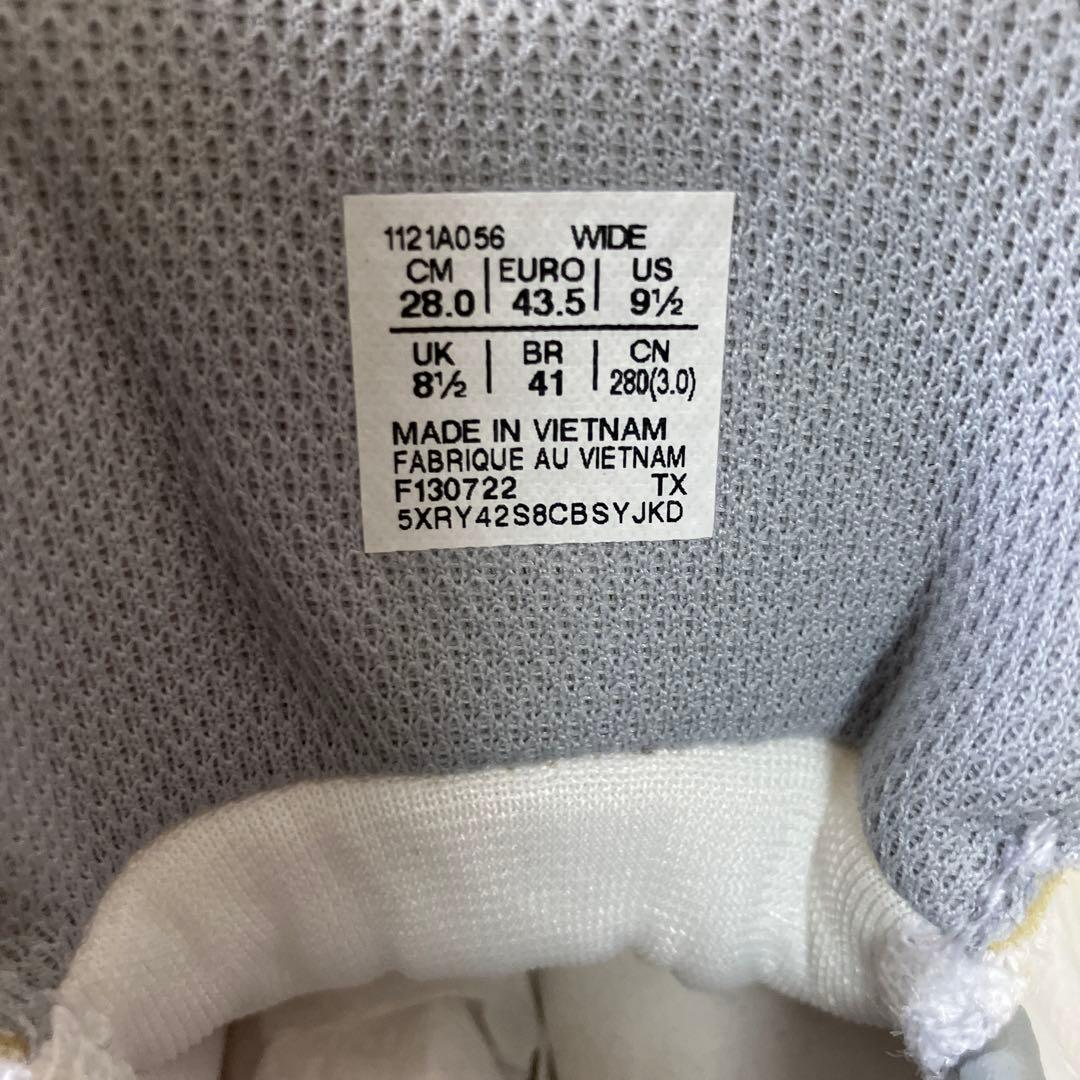 1121A056 WIDE
CM | EURO | US
28.0 | 43.5 | 9½
UK | BR | CN
8½ | 41 | 280(3.0)
MADE IN VIETNAM
FABRIQUE AU VIETNAM
F130722 TX
5XRY42S8CBSYJKD